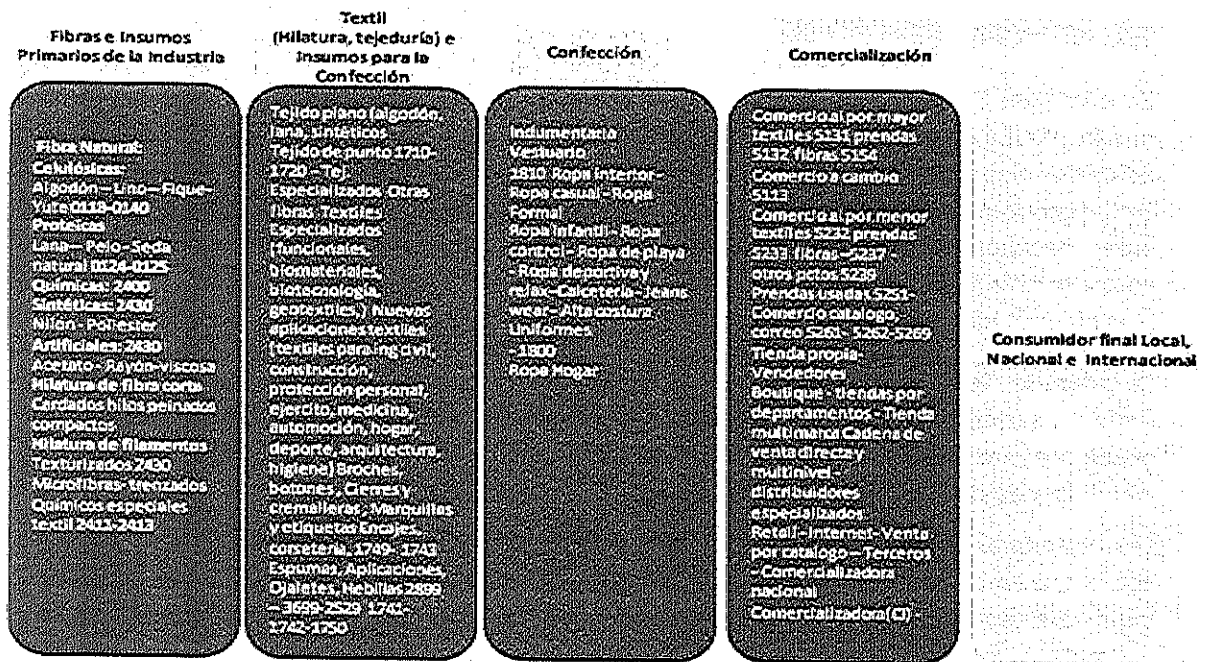 Fibras e Insumos
Primarios de la Industria
Textil
(Hilatura, tejeduría) e
Insumos para la
Confección
Confección
Comercialización
Fibra Natural:
Celulósicas:
Algodón – Lino – Fique-
Yute 0118-0140
Proteicas
Lana – Pelo – Seda
natural 0124-0125
Químicas: 2400
Sintéticas: 2430
Nilon - Poliester
Artificiales: 2430
Acetato - Rayón-viscosa
Hilatura de fibra corta
Cardados hilos peinados
compactos
Hilatura de filamentos
Texturizados 2430
Microfibras- trenzados
Químicos especiales
textil 2411-2413
Tejido plano (algodón,
lana, sintéticos
Tejido de punto 1710-
1720 – Tej.
Especializados Otras
fibras Textiles
Especializados
(funcionales,
biomateriales,
biotecnología,
geotextiles,) Nuevas
aplicaciones textiles
(textiles para ing civil,
construcción,
protección personal,
ejercito, medicina,
automoción, hogar,
deporte, arquitectura,
higiene) Broches,
botones, Cierres y
cremalleras, Marquillas
y etiquetas Encajes
corsetería, 1749- 1743
Espumas, Aplicaciones,
Ojaletes, Hebillas 2899
– 3699-2529 1741-
1742-1750
Indumentaria
Vestuario
1810 Ropa Interior -
Ropa casual - Ropa
Formal
Ropa Infantil - Ropa
control - Ropa de playa
- Ropa deportiva y
relax - Calcetería - Jeans
wear - Alta costura
Uniformes
-1800
Ropa Hogar
Comercio al por mayor
textiles 5131 prendas
5132 fibras 5154
Comercio a cambio
5113
Comercio al por menor
textiles 5232 prendas
5233 fibras – 5237 -
otros pctos 5239
Prendas usadas 5251-
Comercio catalogo,
correo 5261- 5262-5269
Tienda propia-
Vendedores
Boutique - tiendas por
departamentos - Tienda
multimarca Cadena de
venta directa y
multinivel -
distribuidores
especializados
Retail - Internet - Venta
por catalogo – Terceros
- Comercializadora
nacional
Comercializadora (CI) -
Consumidor final Local,
Nacional e Internacional